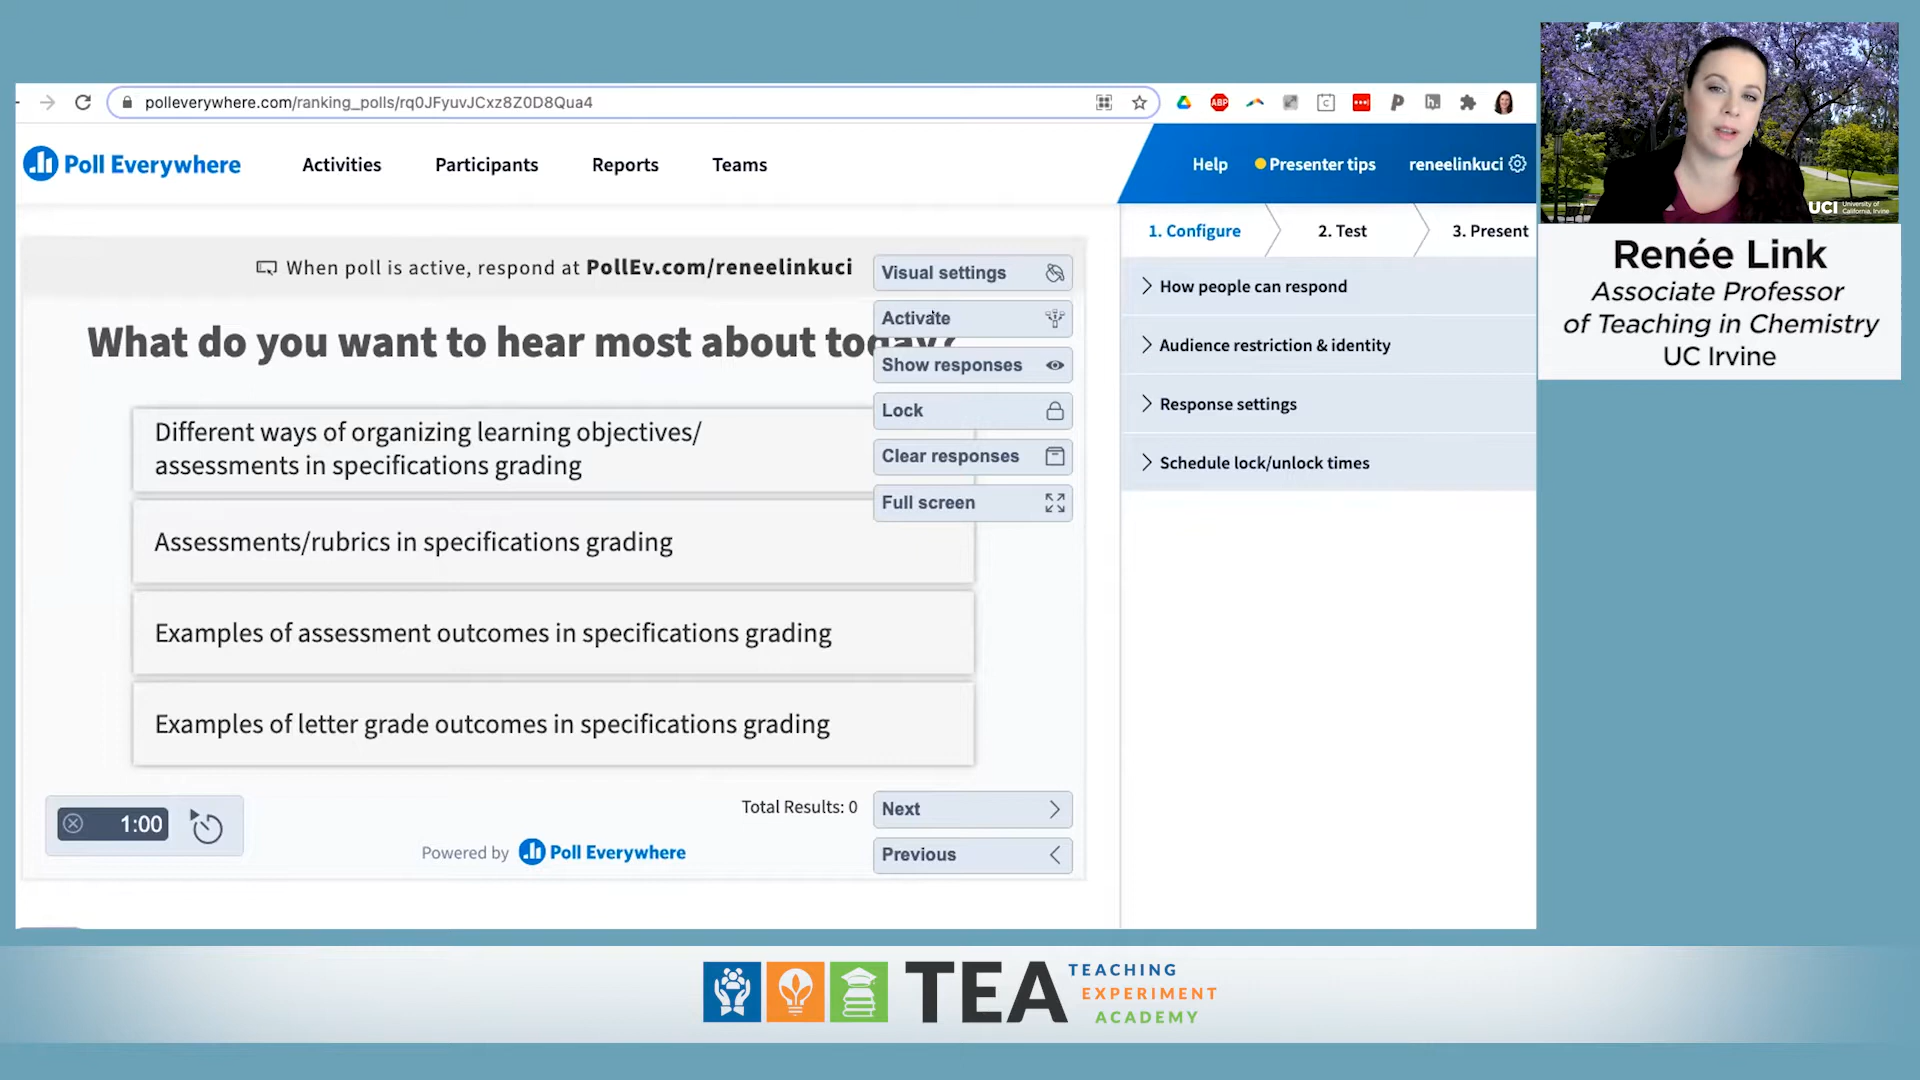 polleverywhere.com/ranking_polls/rq0JFyuvJCxz8Z0D8Qua4
ABP
Poll Everywhere
Activities
Participants
Reports
Teams
Help
Presenter tips
reneelinkuci
1. Configure
2. Test
3. Present
When poll is active, respond at PollEv.com/reneelinkuci
What do you want to hear most about today?
Different ways of organizing learning objectives/
assessments in specifications grading
Assessments/rubrics in specifications grading
Examples of assessment outcomes in specifications grading
Examples of letter grade outcomes in specifications grading
Visual settings
Activate
Show responses
Lock
Clear responses
Full screen
How people can respond
Audience restriction & identity
Response settings
Schedule lock/unlock times
1:00
Total Results: 0
Next
Previous
Powered by Poll Everywhere
UCI University of
California, Irvine
Renée Link
Associate Professor
of Teaching in Chemistry
UC Irvine
TEA
TEACHING
EXPERIMENT
ACADEMY